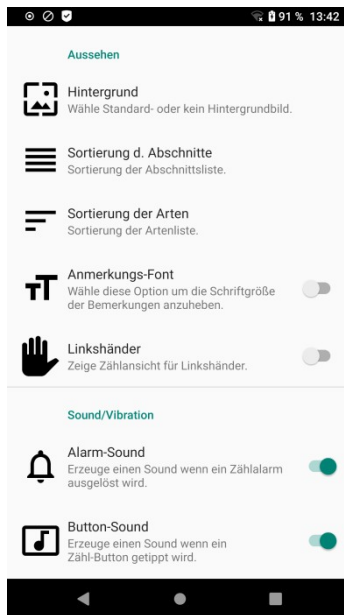 91 % 13:42
Aussehen
Hintergrund
Wähle Standard- oder kein Hintergrundbild.
Sortierung d. Abschnitte
Sortierung der Abschnittsliste.
Sortierung der Arten
Sortierung der Artenliste.
Anmerkungs-Font
Wähle diese Option um die Schriftgröße
der Bemerkungen anzuheben.
Linkshänder
Zeige Zählansicht für Linkshänder.
Sound/Vibration
Alarm-Sound
Erzeuge einen Sound wenn ein Zählalarm
ausgelöst wird.
Button-Sound
Erzeuge einen Sound wenn ein
Zähl-Button getippt wird.